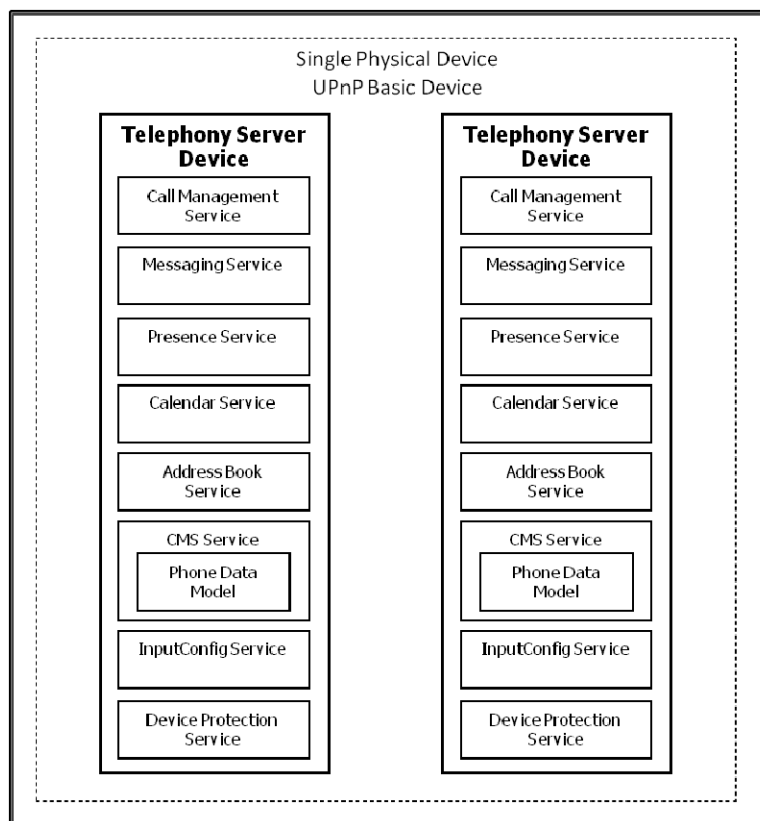 Single Physical Device
UPnP Basic Device
Telephony Server
Device
Call Management
Service
Messaging Service
Presence Service
Calendar Service
Address Book
Service
CMS Service
Phone Data
Model
InputConfig Service
Device Protection
Service
Telephony Server
Device
Call Management
Service
Messaging Service
Presence Service
Calendar Service
Address Book
Service
CMS Service
Phone Data
Model
InputConfig Service
Device Protection
Service